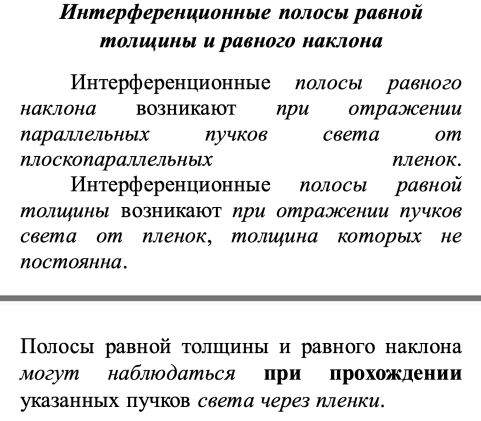 Интерференционные полосы равной
толщины и равного наклона
Интерференционные полосы равного
наклона возникают при отражении
параллельных пучков света от
плоскопараллельных пленок.
Интерференционные полосы равной
толщины возникают при отражении пучков
света от пленок, толщина которых не
постоянна.
Полосы равной толщины и равного наклона
могут наблюдаться при прохождении
указанных пучков света через пленки.